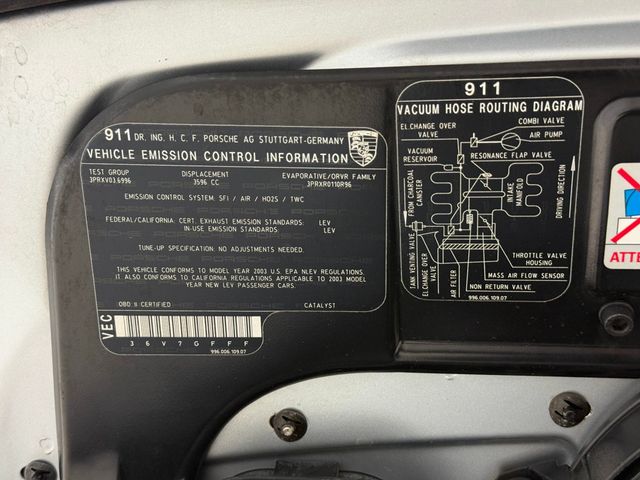 911 DR. ING. H. C. F. PORSCHE AG STUTTGART-GERMANY
VEHICLE EMISSION CONTROL INFORMATION
TEST GROUP DISPLACEMENT EVAPORATIVE/ORVR FAMILY
3PRXV03.6996 3596 CC 3PRXR0110R96
EMISSION CONTROL SYSTEM: SFI / AIR / HO2S / TWC
FEDERAL/CALIFORNIA CERT. EXHAUST EMISSION STANDARDS: LEV
IN-USE EMISSION STANDARDS: LEV
TUNE-UP SPECIFICATION: NO ADJUSTMENTS NEEDED.
THIS VEHICLE CONFORMS TO MODEL YEAR 2003 U.S. EPA NLEV REGULATIONS.
IT ALSO CONFORMS TO CALIFORNIA REGULATIONS APPLICABLE TO 2003 MODEL
YEAR NEW LEV PASSENGER CARS.
OBD II CERTIFIED CATALYST
VEC
36V7GFFF
996.006.109.07
911
VACUUM HOSE ROUTING DIAGRAM
EL.CHANGE OVER
VALVE
COMBI VALVE
AIR PUMP
VACUUM
RESERVOIR
RESONANCE FLAP VALVE
FROM CHARCOAL
CANISTER
INTAKE
MANIFOLD
DRIVING DIRECTION
TANK VENTING VALVE
EL.CHANGE OVER
VALVE
AIR FILTER
THROTTLE VALVE
HOUSING
MASS AIR FLOW SENSOR
NON RETURN VALVE
996.006.109.07
ATTE